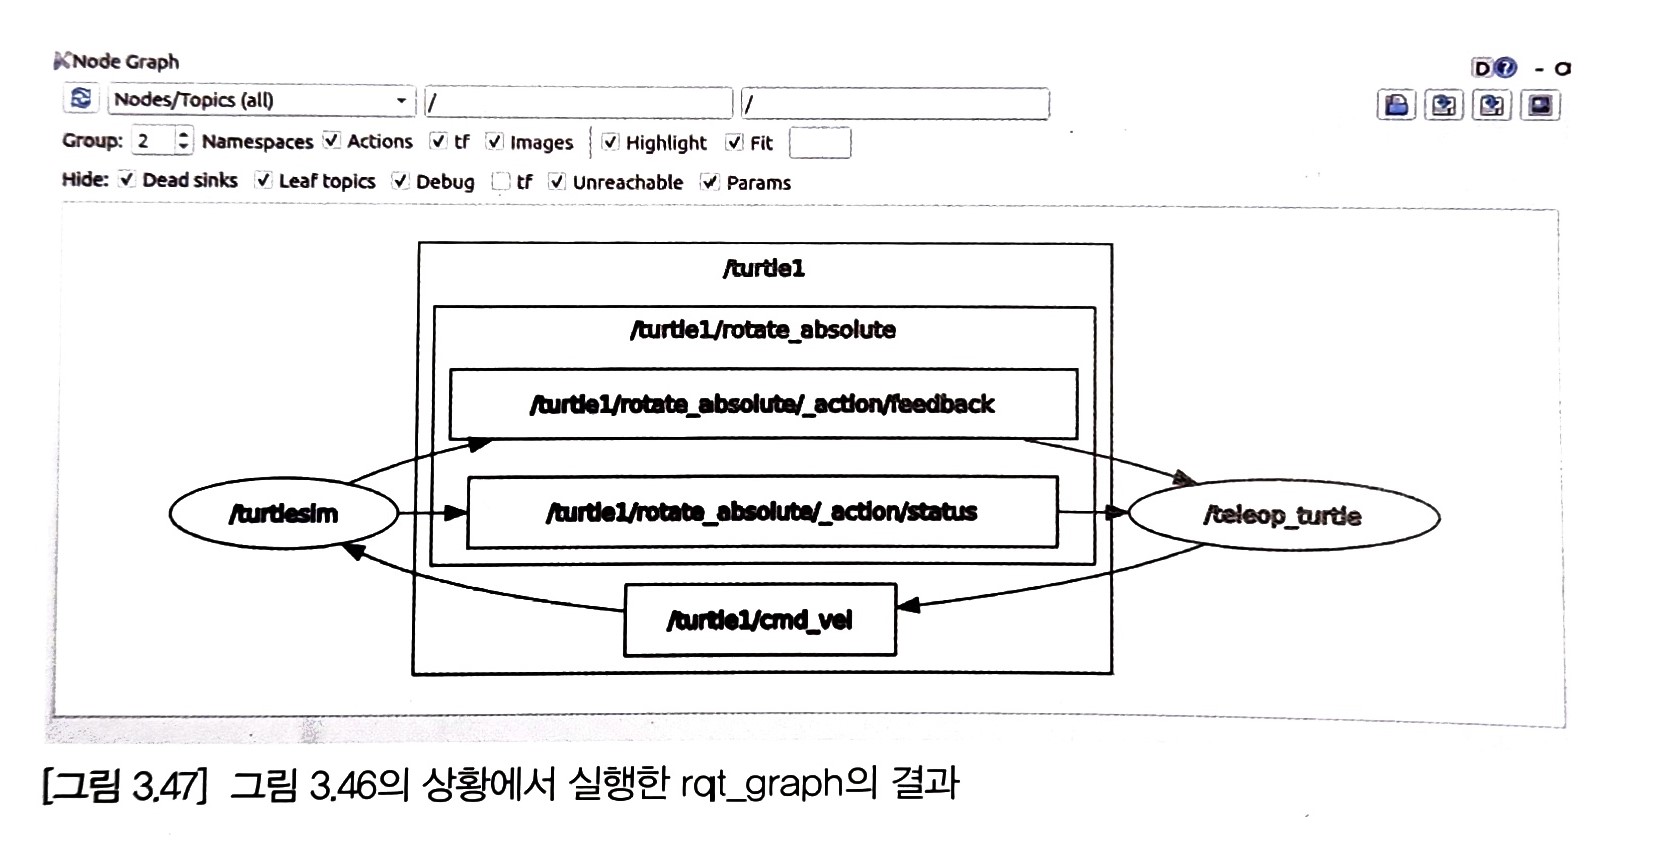 Node Graph
D? - O
Nodes/Topics (all) / /
Group: 2 Namespaces Actions tf Images Highlight Fit
Hide: Dead sinks Leaf topics Debug tf Unreachable Params
/turtle1
/turtle1/rotate_absolute
/turtle1/rotate_absolute/_action/feedback
/turtlesim
/turtle1/rotate_absolute/_action/status
/teleop_turtle
/turtle1/cmd_vel
[그림 3.47] 그림 3.46의 상황에서 실행한 rqt_graph의 결과